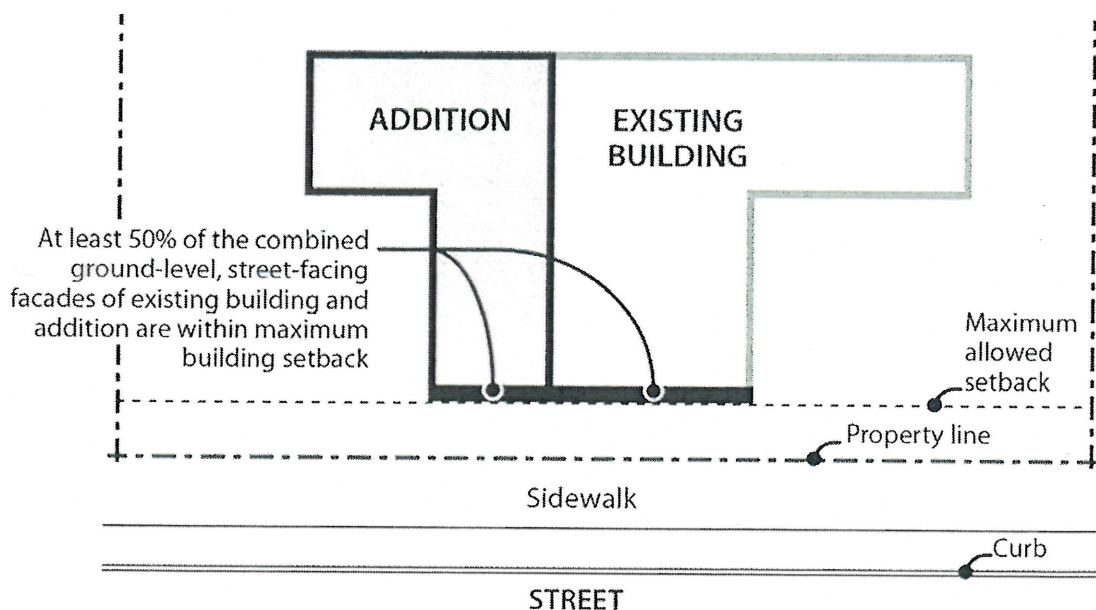 ADDITION
EXISTING
BUILDING
At least 50% of the combined
ground-level, street-facing
facades of existing building and
addition are within maximum
building setback
Maximum
allowed
setback
Property line
Sidewalk
Curb
STREET